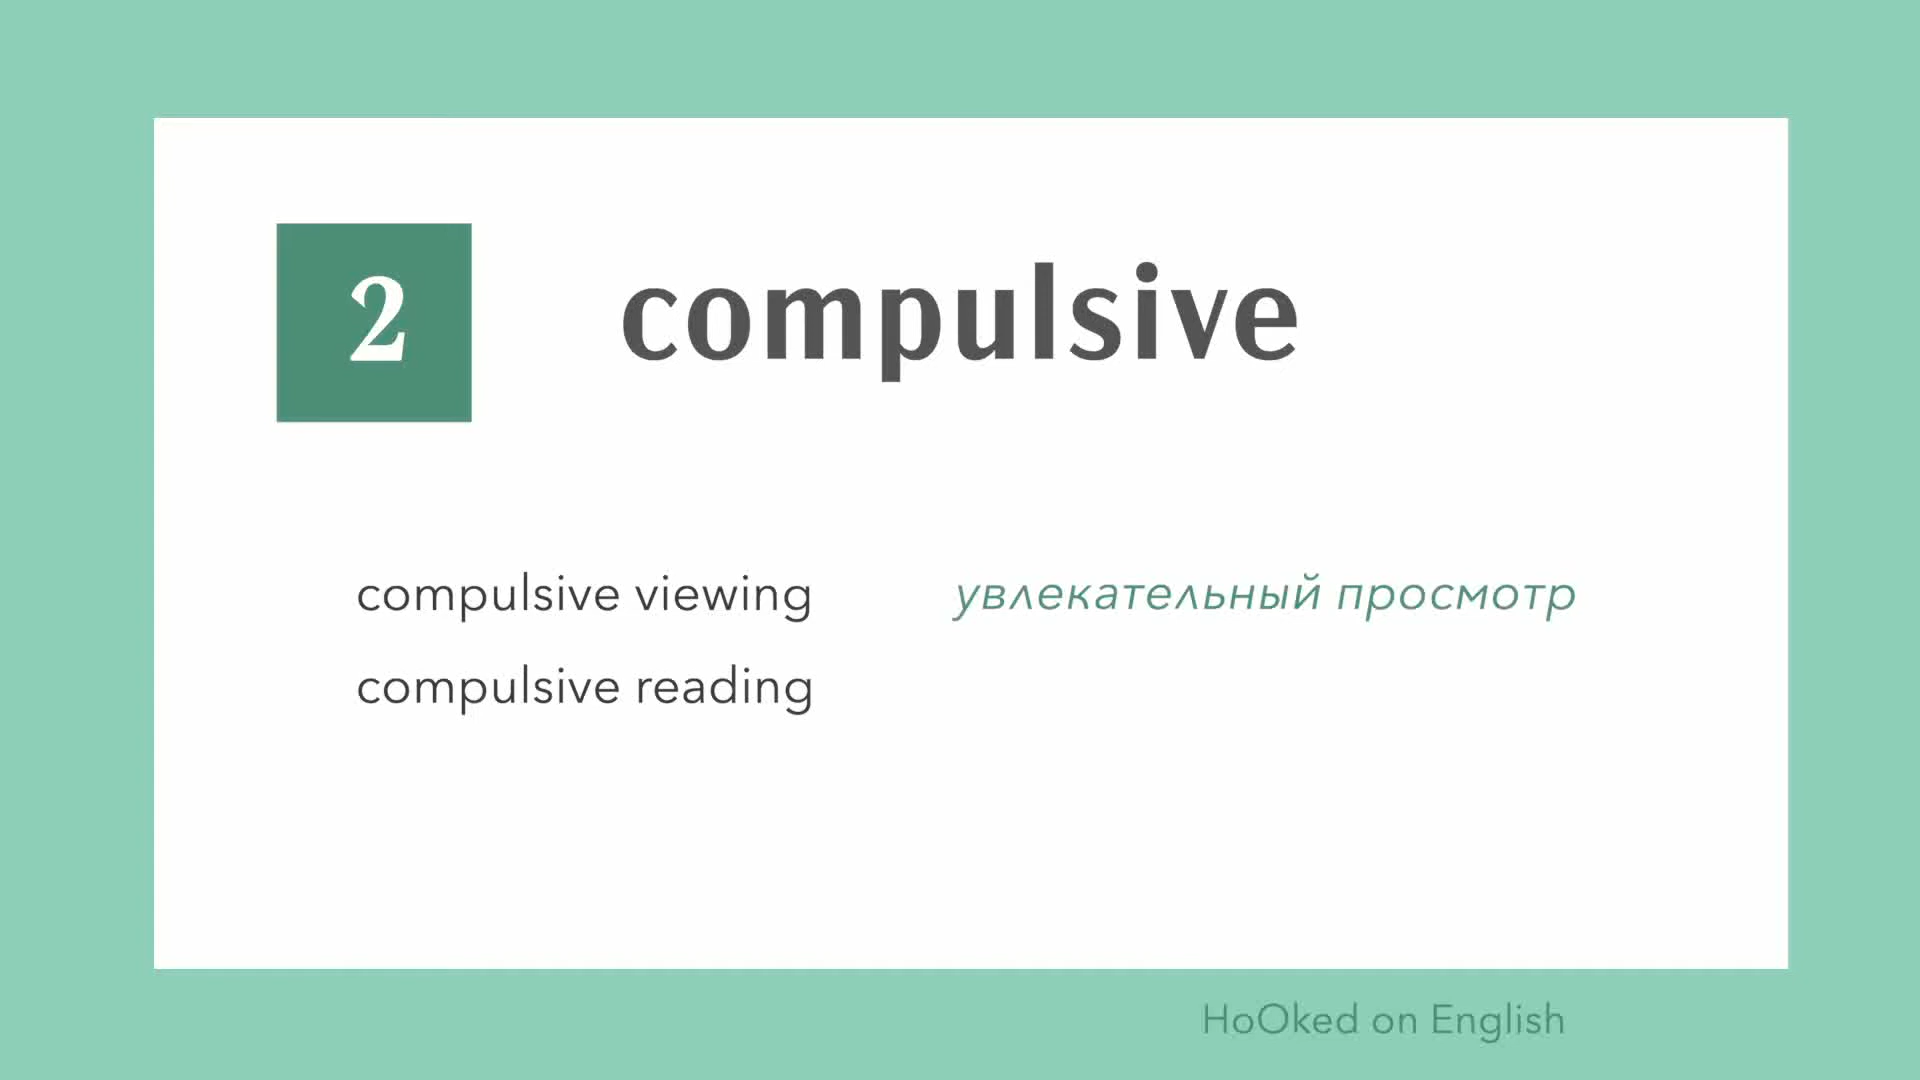 2
compulsive
compulsive viewing
увлекательный просмотр
compulsive reading
HoOked on English